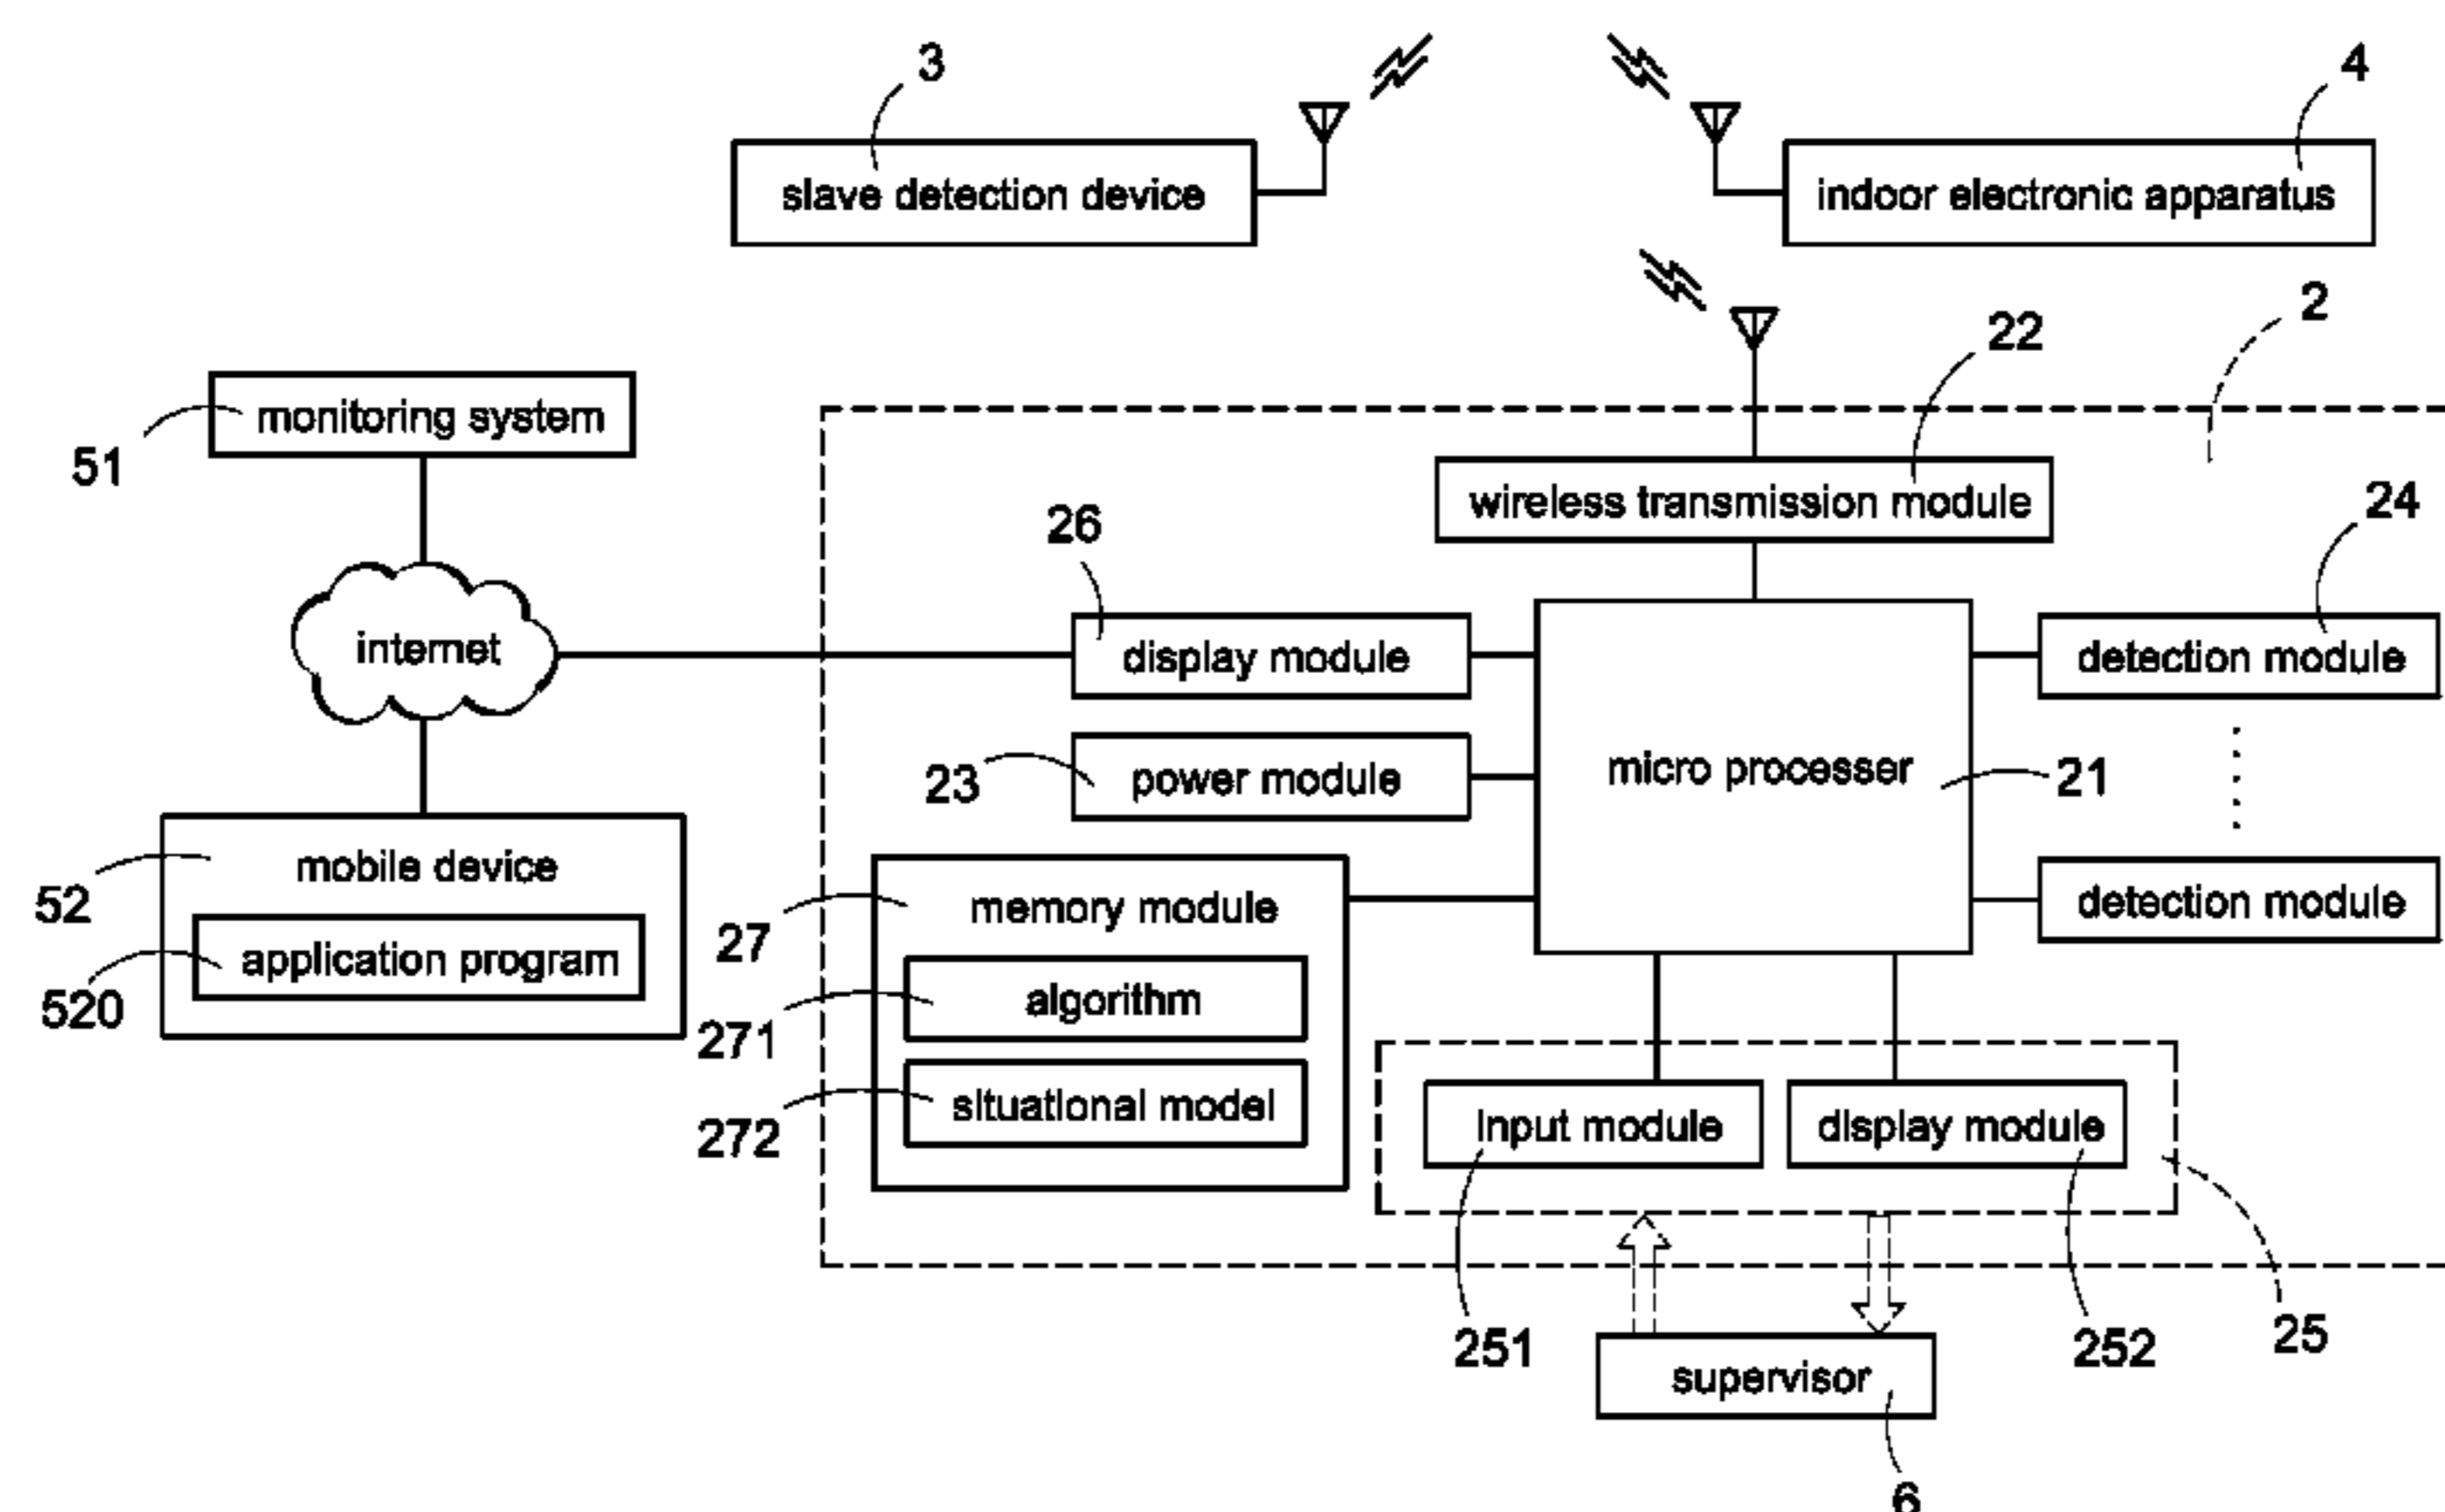 3
4
slave detection device
indoor electronic apparatus
2
22
monitoring system
51
wireless transmission module
24
26
internet
display module
detection module
micro processer
21
23
power module
mobile device
52
memory module
27
detection module
application program
520
algorithm
271
situational model
272
input module
display module
251
252
25
supervisor
6